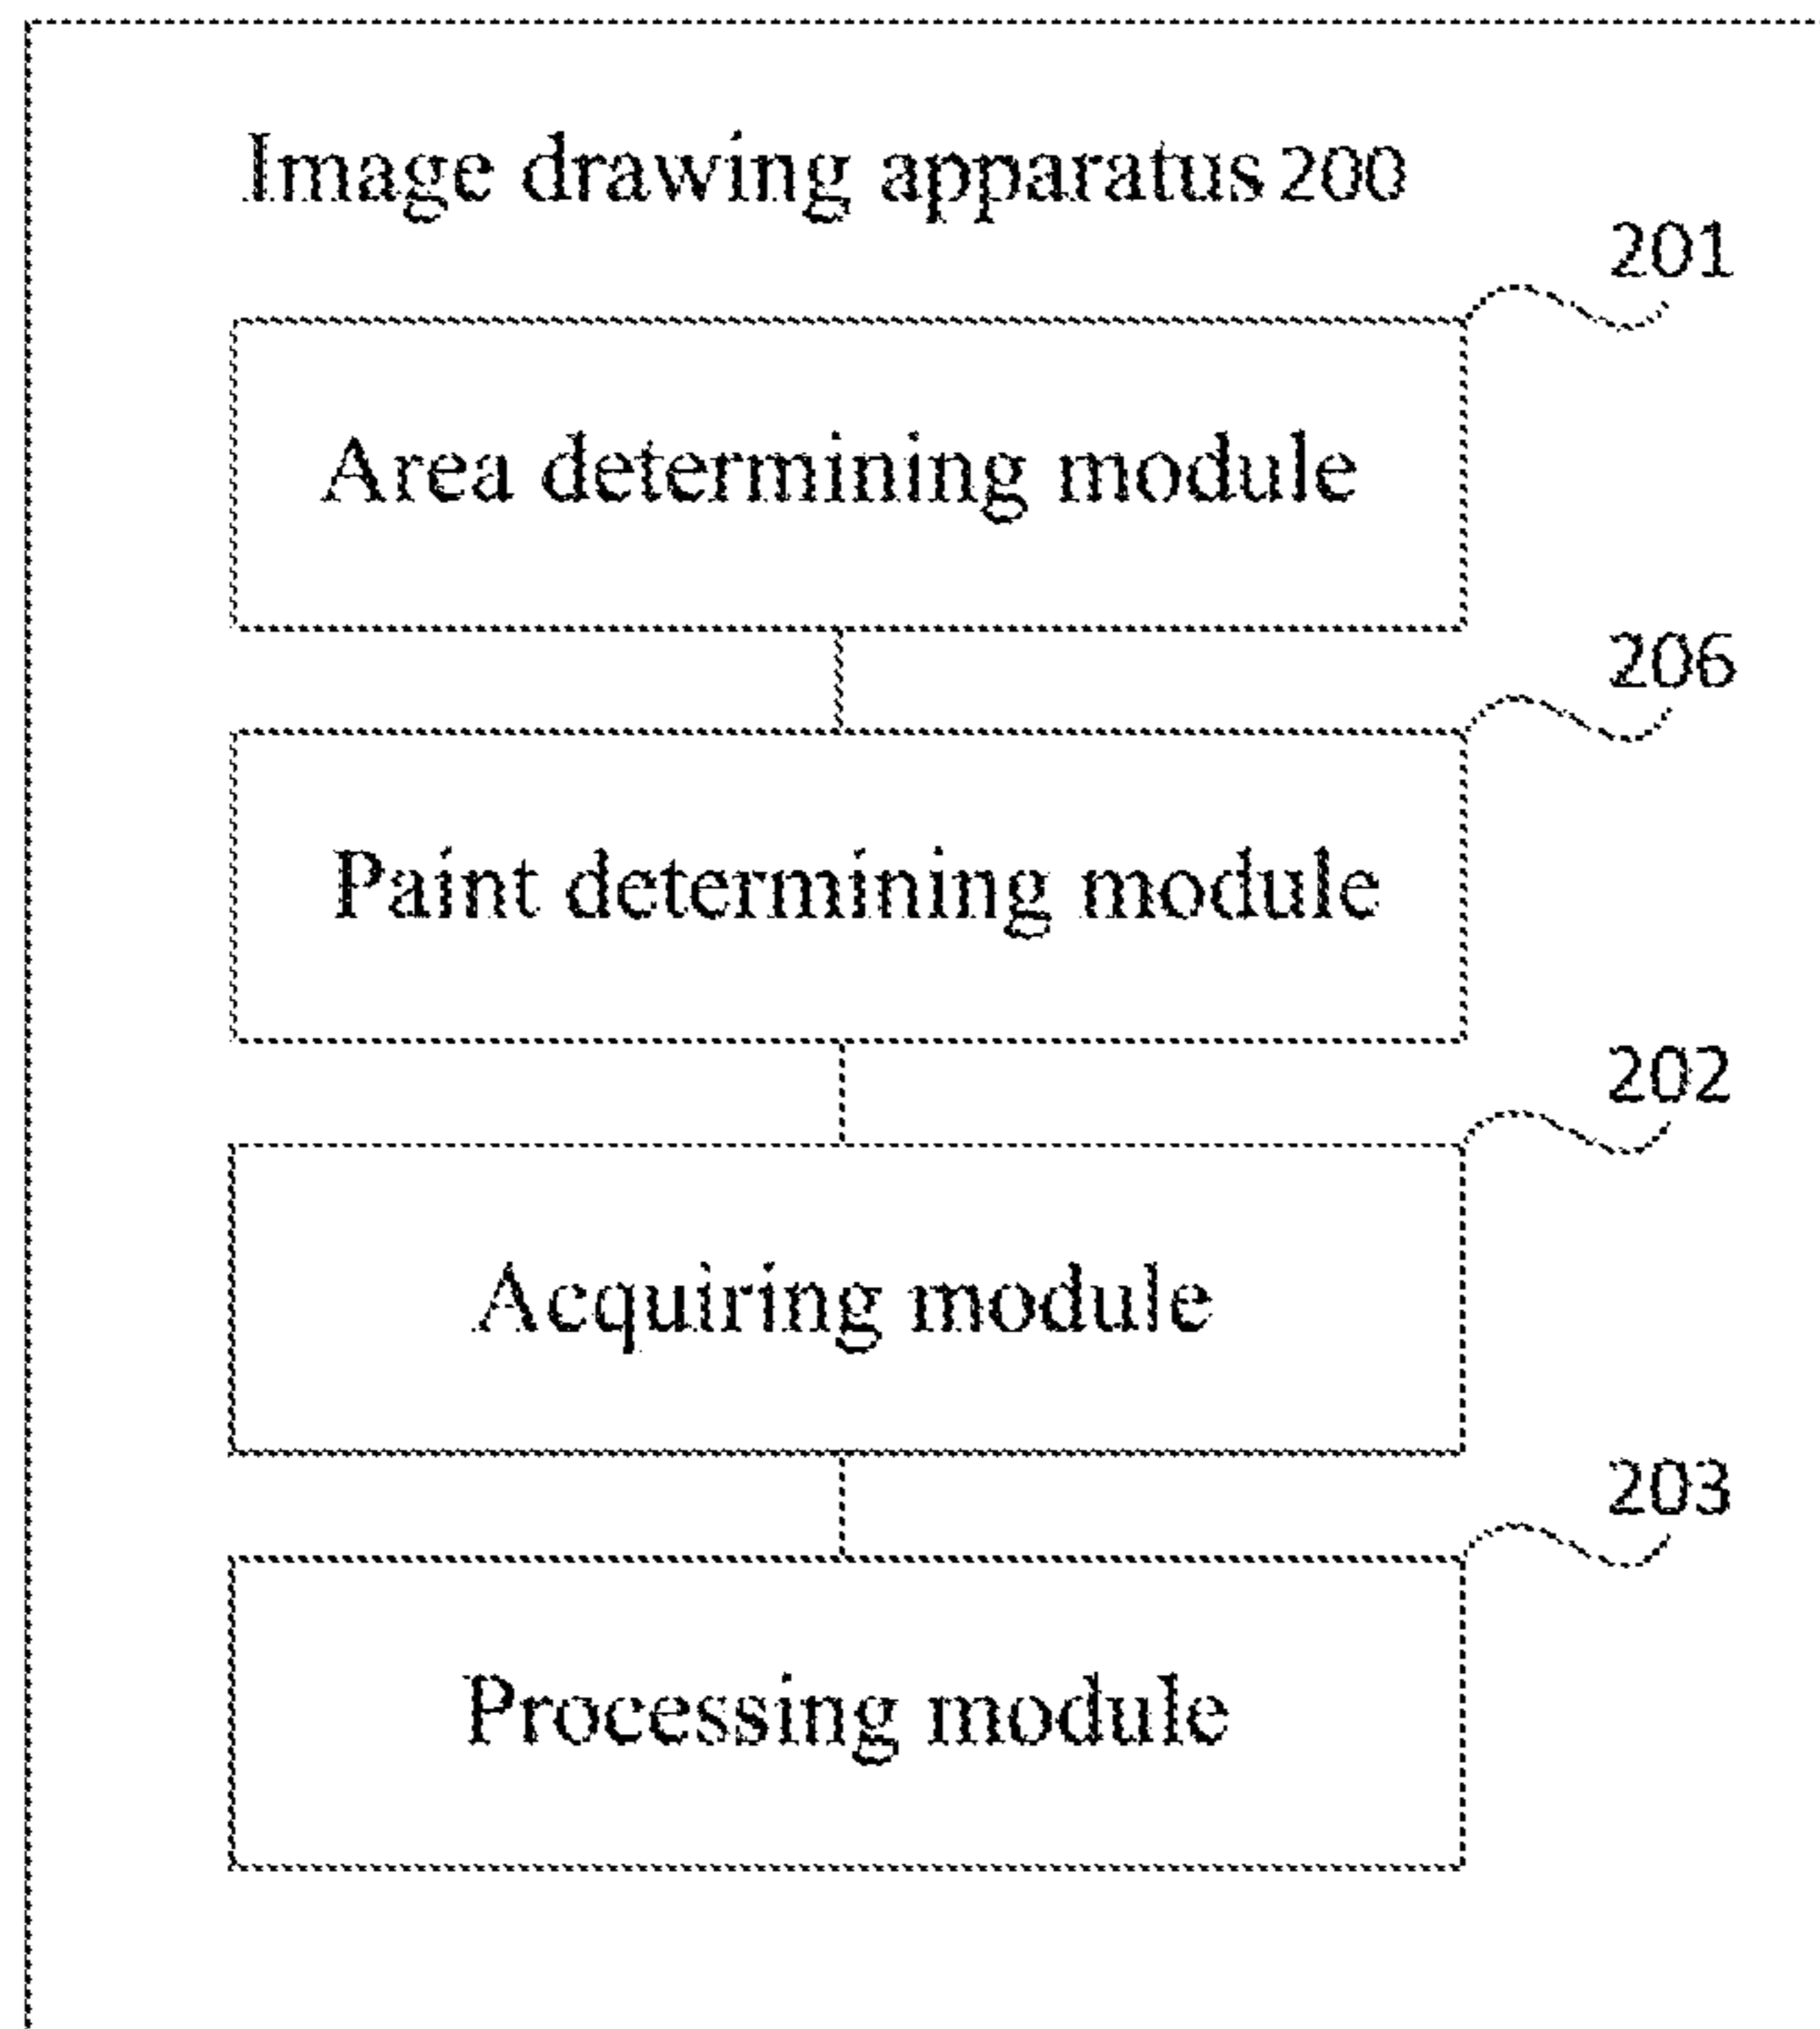 Image drawing apparatus 200
201
Area determining module
206
Paint determining module
202
Acquiring module
203
Processing module